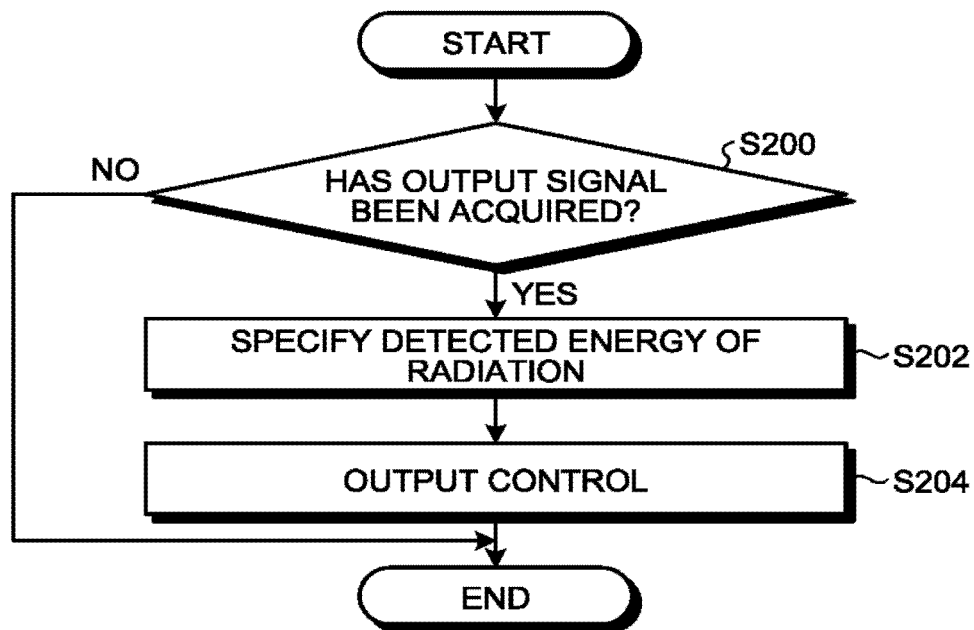 START
S200
NO
HAS OUTPUT SIGNAL
BEEN ACQUIRED?
YES
SPECIFY DETECTED ENERGY OF
RADIATION
S202
OUTPUT CONTROL
S204
END